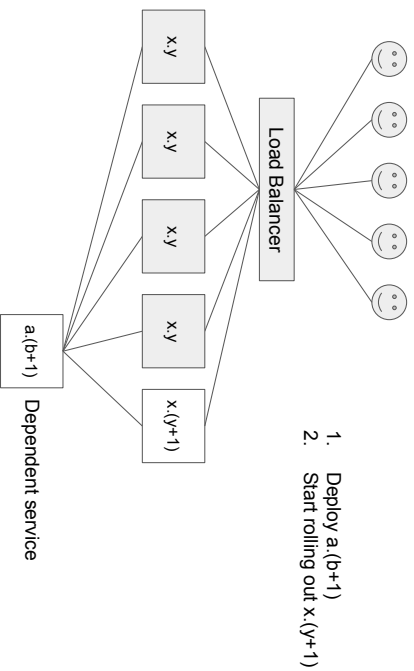 Load Balancer
x.y
x.y
x.y
x.y
x.(y+1)
a.(b+1)
Dependent service
1. Deploy a.(b+1)
2. Start rolling out x.(y+1)